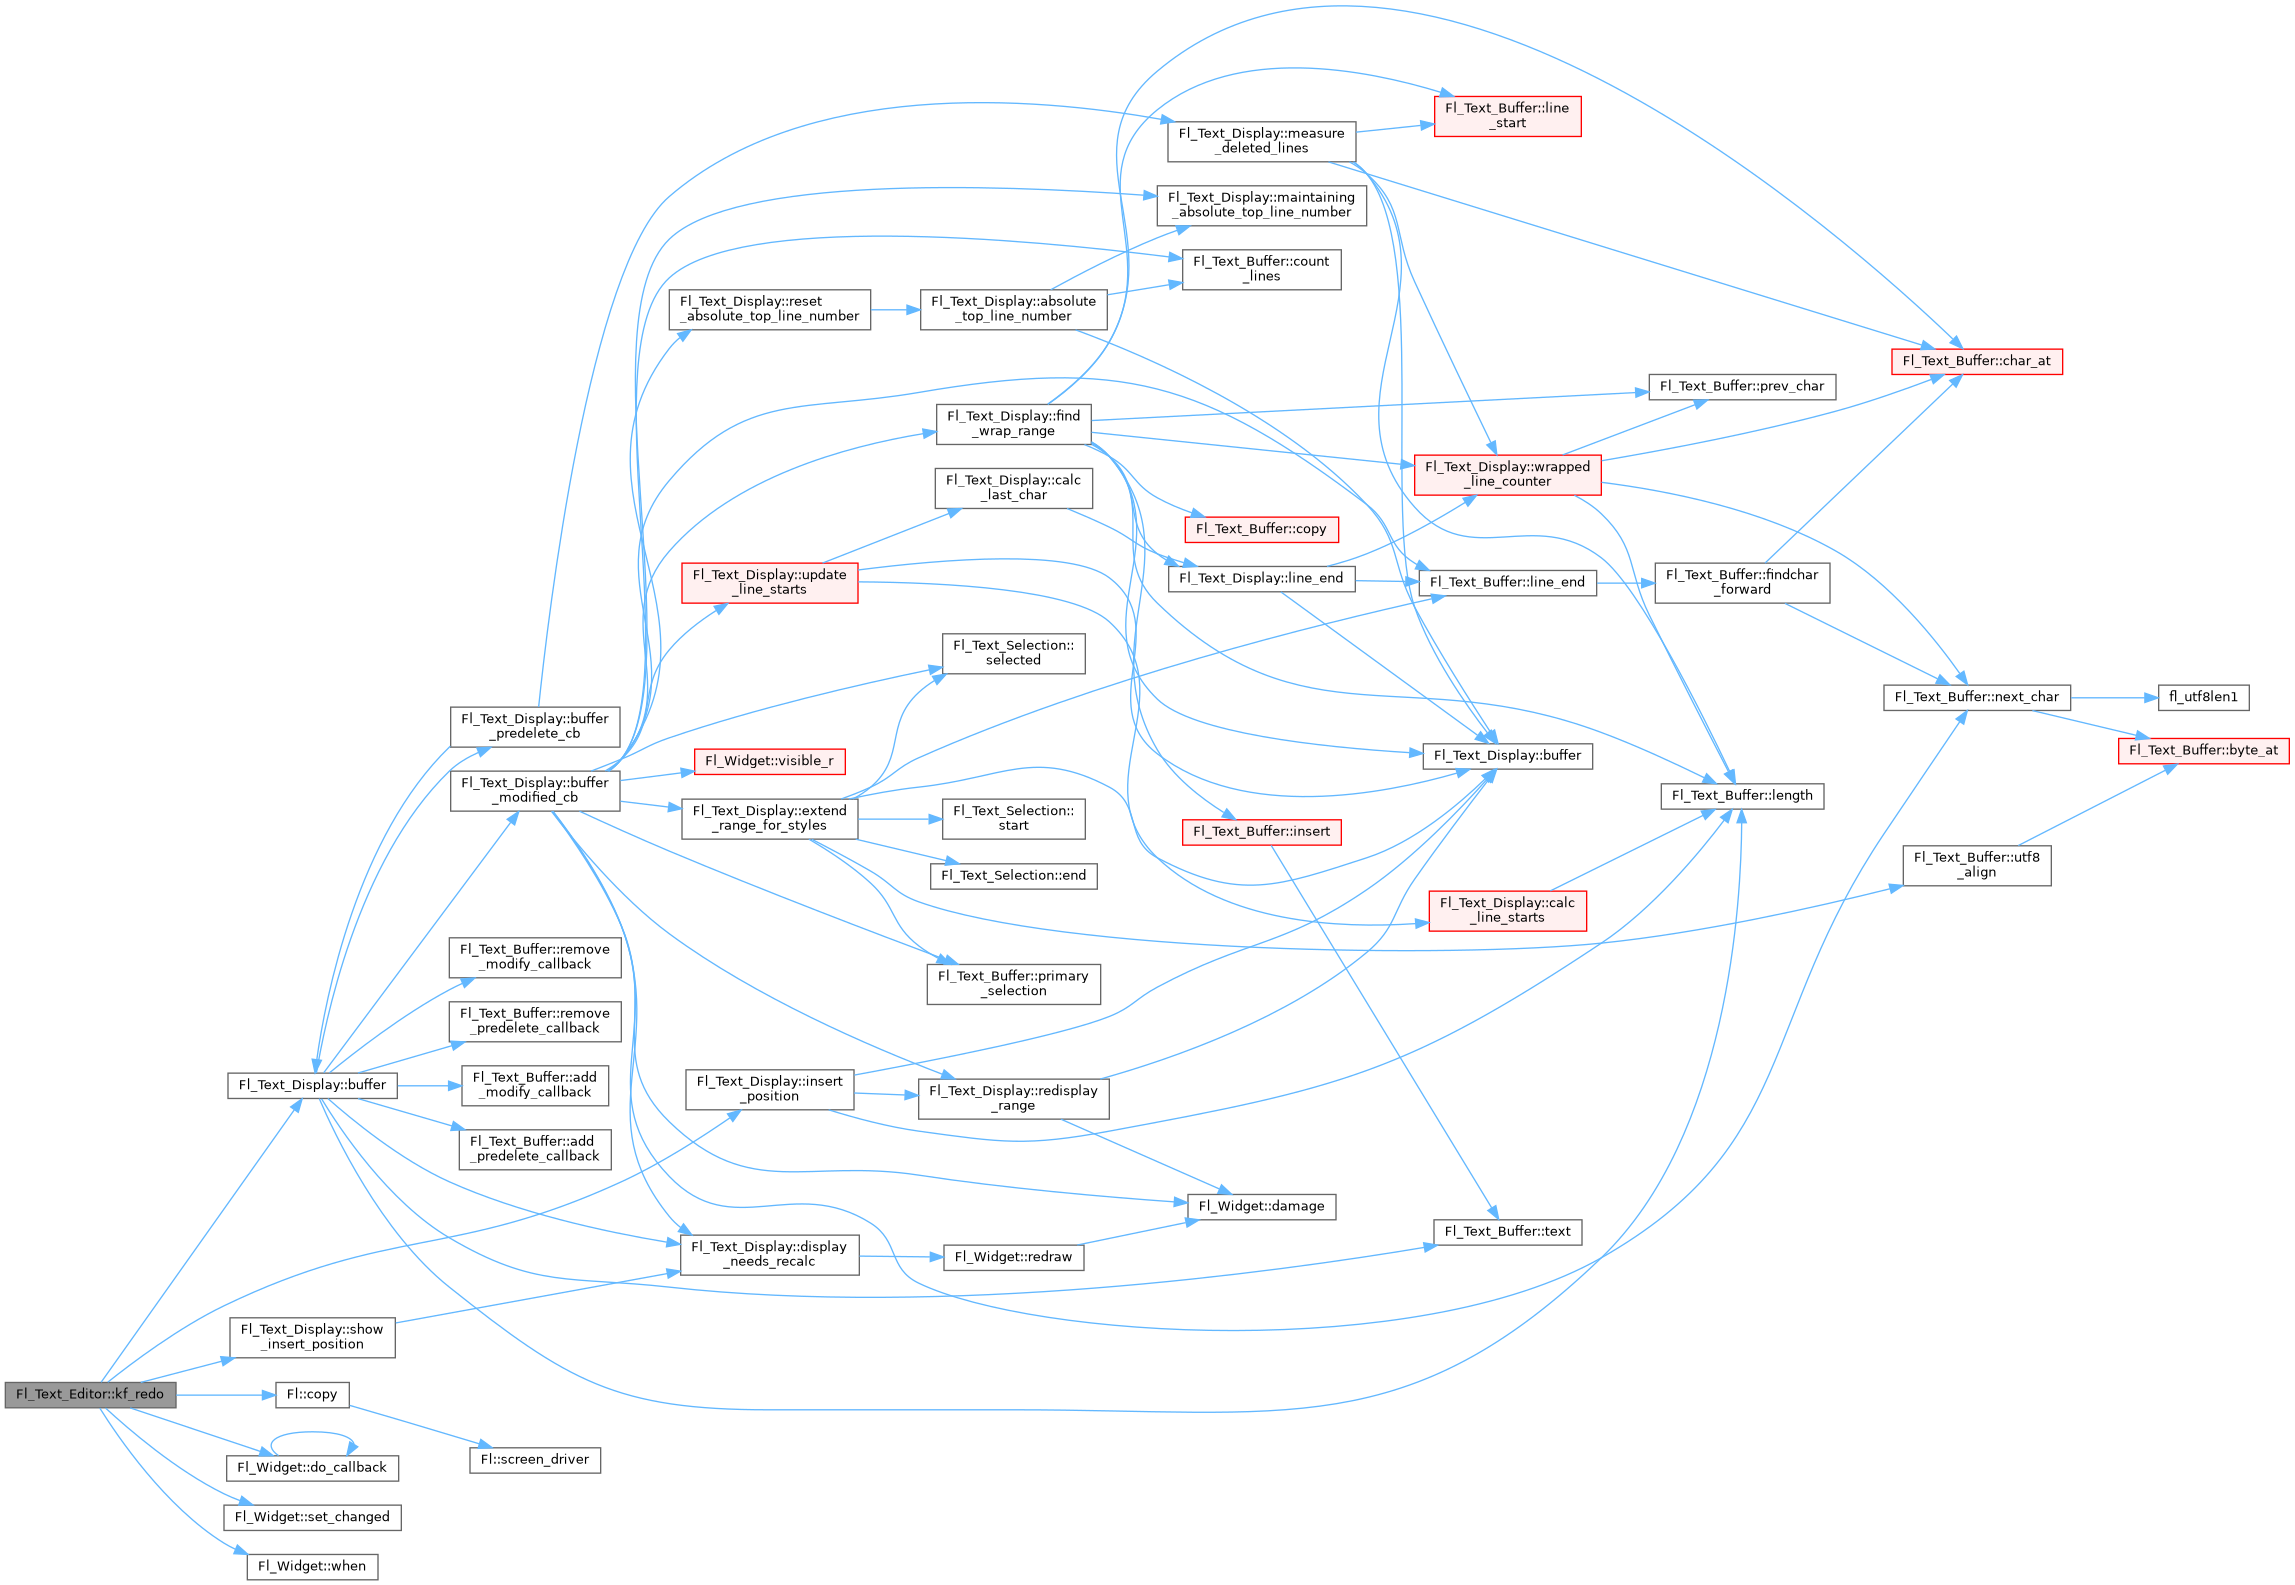 Fl_Text_Editor::kf_redo
Fl_Text_Display::buffer
Fl_Text_Display::show
_insert_position
Fl::copy
Fl_Widget::do_callback
Fl_Widget::set_changed
Fl_Widget::when
Fl_Text_Display::buffer
_predelete_cb
Fl_Text_Display::buffer
_modified_cb
Fl_Text_Buffer::remove
_modify_callback
Fl_Text_Buffer::remove
_predelete_callback
Fl_Text_Buffer::add
_modify_callback
Fl_Text_Buffer::add
_predelete_callback
Fl::screen_driver
Fl_Text_Display::reset
_absolute_top_line_number
Fl_Text_Display::update
_line_starts
Fl_Widget::visible_r
Fl_Text_Display::extend
_range_for_styles
Fl_Text_Display::insert
_position
Fl_Text_Display::display
_needs_recalc
Fl_Text_Display::absolute
_top_line_number
Fl_Text_Display::find
_wrap_range
Fl_Text_Display::calc
_last_char
Fl_Text_Selection::
selected
Fl_Text_Selection::
start
Fl_Text_Selection::end
Fl_Text_Buffer::primary
_selection
Fl_Text_Display::redisplay
_range
Fl_Widget::redraw
Fl_Text_Display::measure
_deleted_lines
Fl_Text_Display::maintaining
_absolute_top_line_number
Fl_Text_Buffer::count
_lines
Fl_Text_Buffer::copy
Fl_Text_Display::line_end
Fl_Text_Buffer::insert
Fl_Widget::damage
Fl_Text_Buffer::line
_start
Fl_Text_Display::wrapped
_line_counter
Fl_Text_Buffer::line_end
Fl_Text_Display::buffer
Fl_Text_Display::calc
_line_starts
Fl_Text_Buffer::text
Fl_Text_Buffer::prev_char
Fl_Text_Buffer::findchar
_forward
Fl_Text_Buffer::length
Fl_Text_Buffer::char_at
Fl_Text_Buffer::next_char
Fl_Text_Buffer::utf8
_align
fl_utf8len1
Fl_Text_Buffer::byte_at